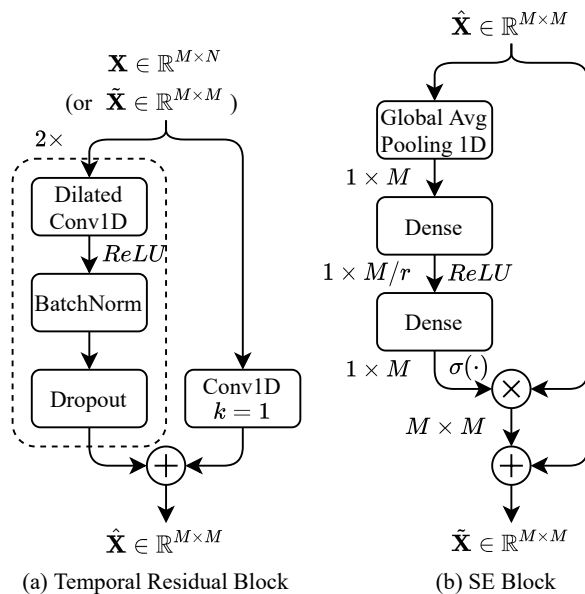 X ∈ ℝ^{M×N}
(or X̃ ∈ ℝ^{M×M} )
2×
Dilated
Conv1D
ReLU
BatchNorm
Dropout
Conv1D
k = 1
+
X̂ ∈ ℝ^{M×M}
(a) Temporal Residual Block
X̂ ∈ ℝ^{M×M}
Global Avg
Pooling 1D
1 × M
Dense
1 × M/r
ReLU
Dense
1 × M
σ(·)
×
M × M
+
X̃ ∈ ℝ^{M×M}
(b) SE Block